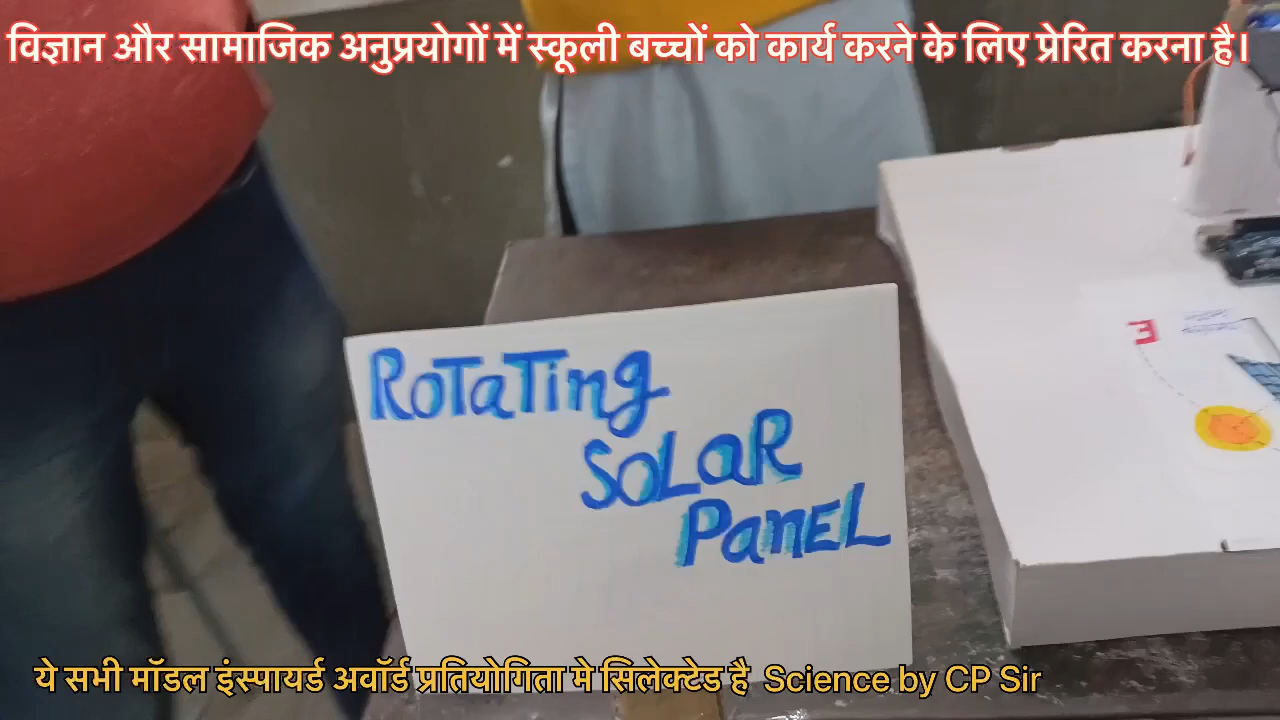 विज्ञान और सामाजिक अनुप्रयोगों में स्कूली बच्चों को कार्य करने के लिए प्रेरित करना है।
RoTaTing
SOLaR
PanEL
E
ये सभी मॉडल इंस्पायर्ड अवॉर्ड प्रतियोगिता मे सिलेक्टेड है Science by CP Sir